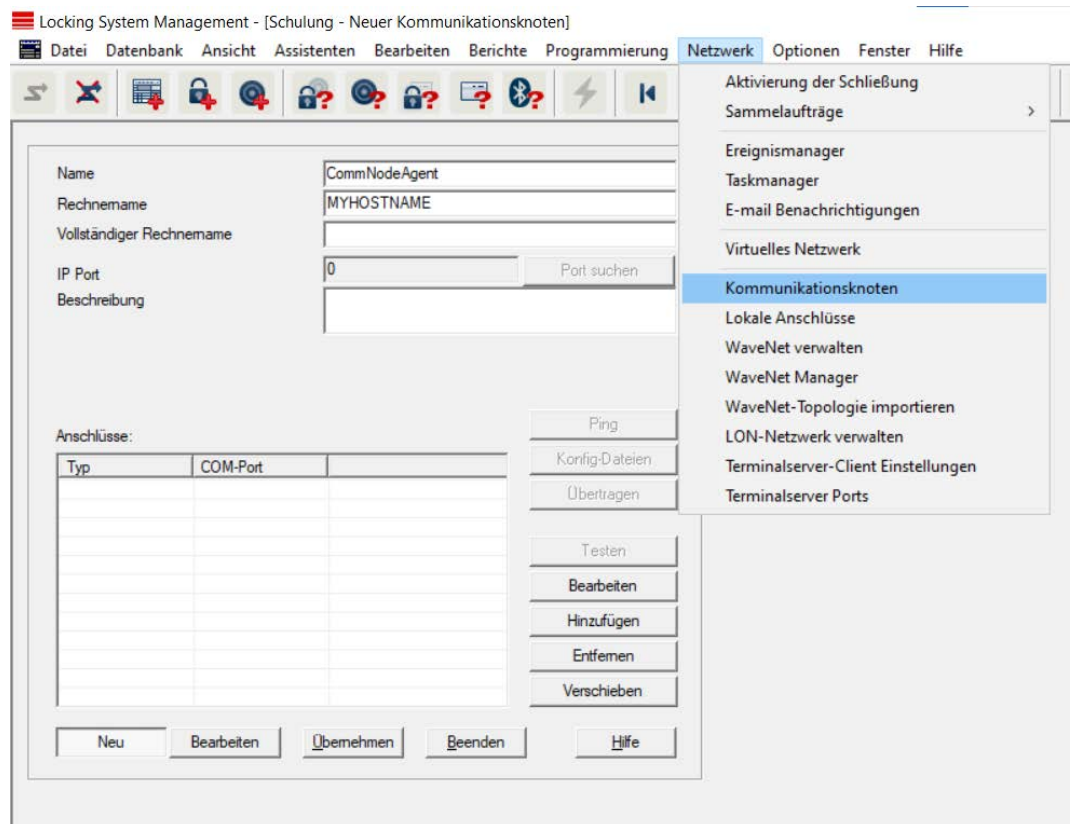 Locking System Management - [Schulung - Neuer Kommunikationsknoten]
Datei Datenbank Ansicht Assistenten Bearbeiten Berichte Programmierung Netzwerk Optionen Fenster Hilfe
Aktivierung der Schließung
Sammelaufträge
Ereignismanager
Taskmanager
E-mail Benachrichtigungen
Virtuelles Netzwerk
Kommunikationsknoten
Lokale Anschlüsse
WaveNet verwalten
WaveNet Manager
WaveNet-Topologie importieren
LON-Netzwerk verwalten
Terminalserver-Client Einstellungen
Terminalserver Ports
Name CommNodeAgent
Rechnername MYHOSTNAME
Vollständiger Rechnername
IP Port 0 Port suchen
Beschreibung
Ping
Anschlüsse:
Konfig-Dateien
Typ COM-Port
Übertragen
Testen
Bearbeiten
Hinzufügen
Entfernen
Verschieben
Neu Bearbeiten Übernehmen Beenden Hilfe